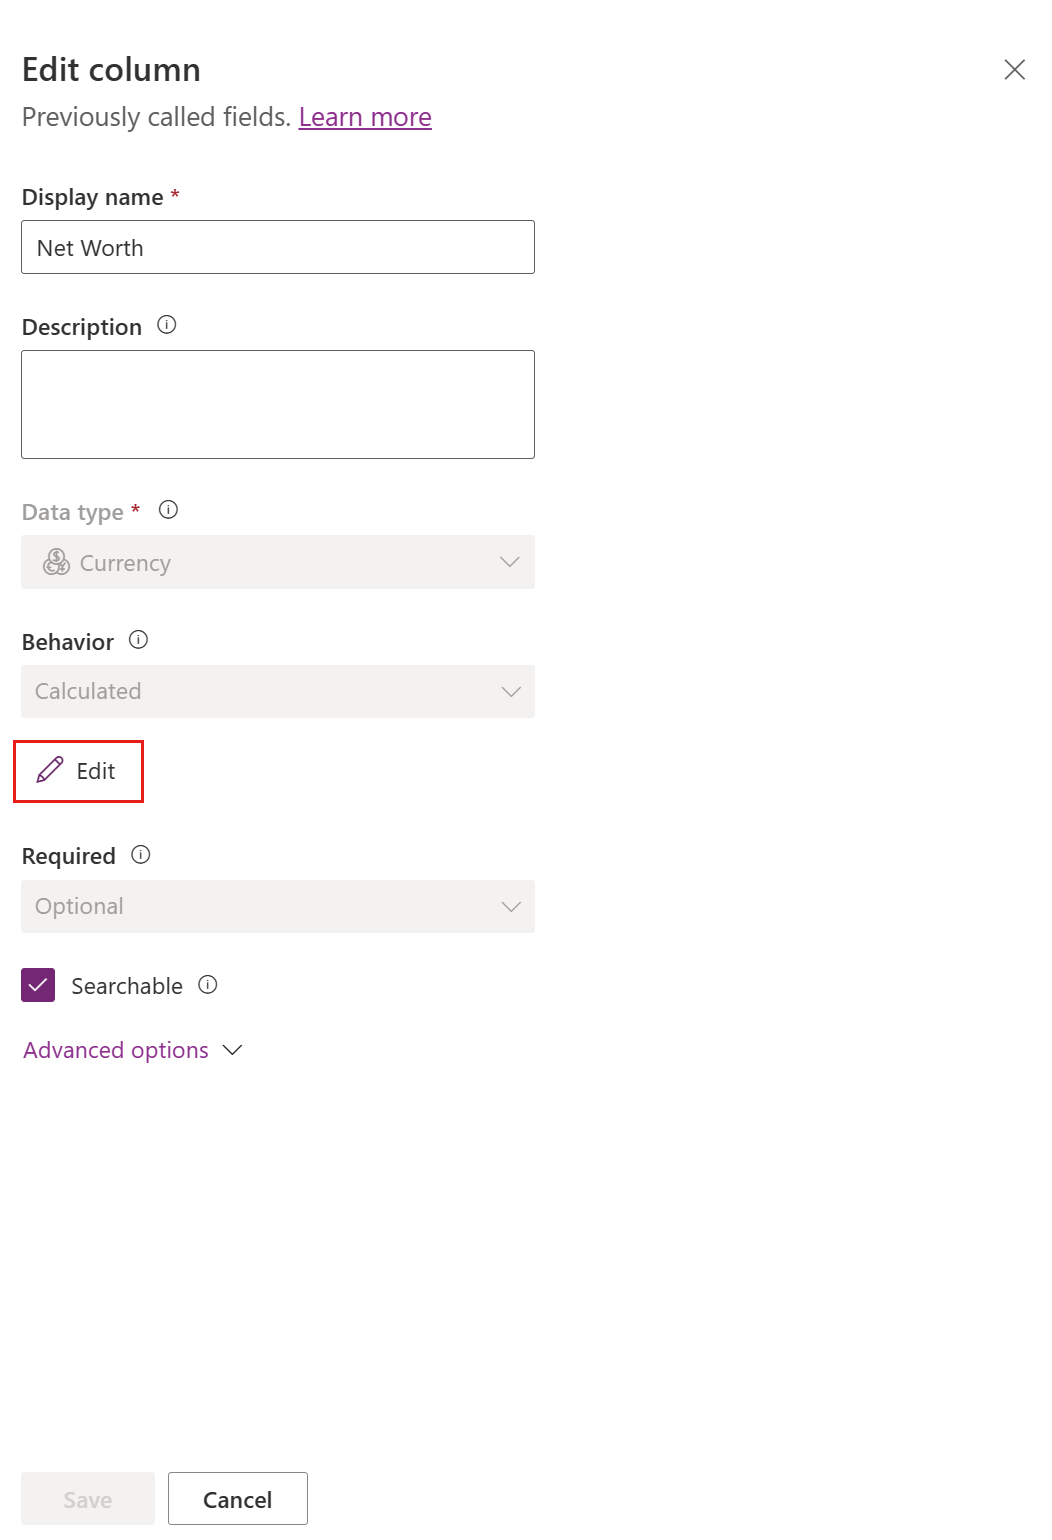 Edit column
Previously called fields. Learn more
Display name *
Net Worth
Description
Data type *
Currency
Behavior
Calculated
Edit
Required
Optional
Searchable
Advanced options
Save
Cancel